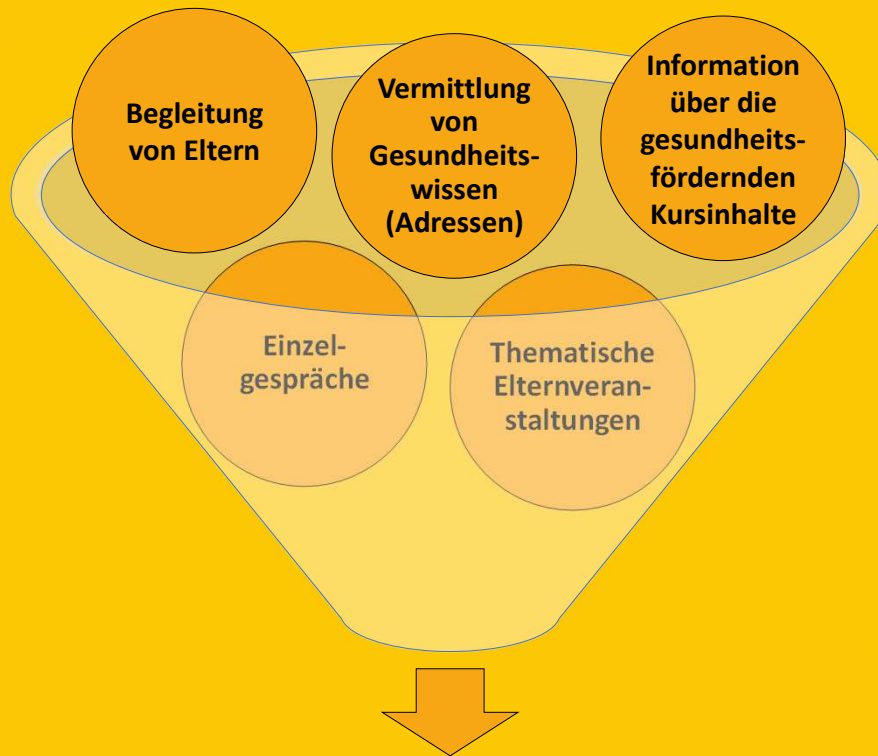 Begleitung
von Eltern
Vermittlung
von
Gesundheits-
wissen
(Adressen)
Information
über die
gesundheits-
fördernden
Kursinhalte
Einzel-
gespräche
Thematische
Elternveran-
staltungen